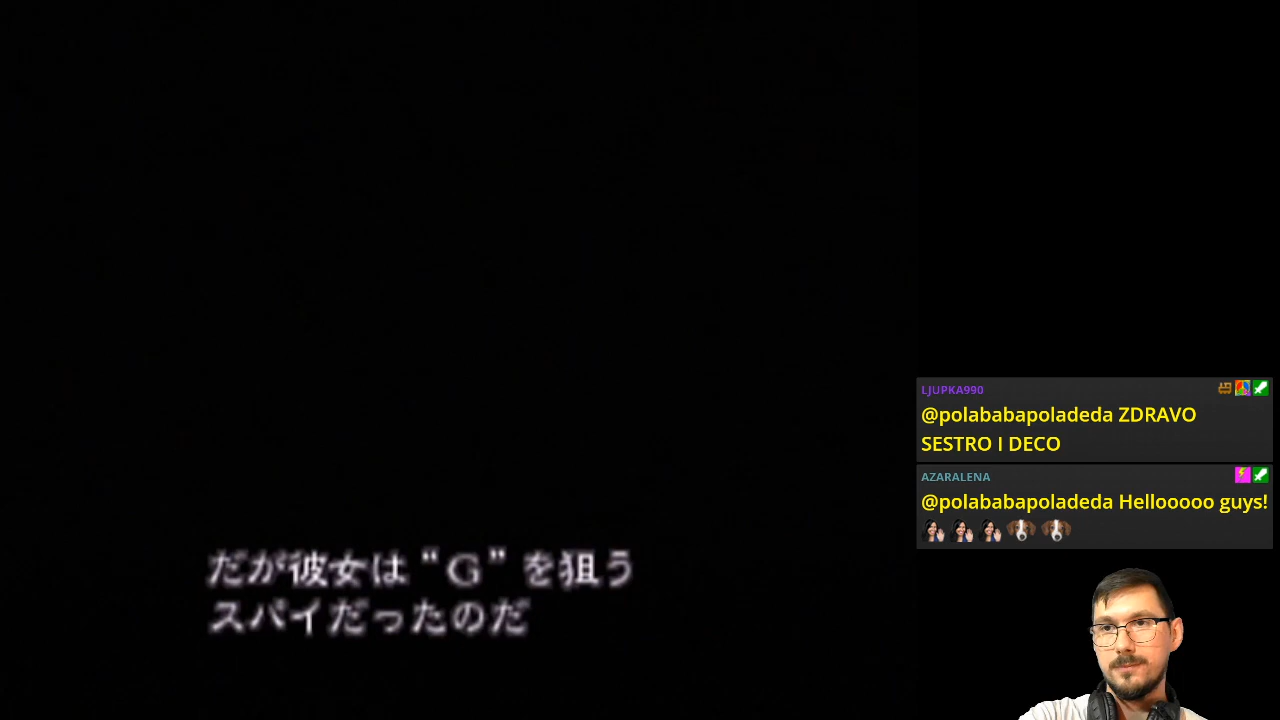 だが彼女は“G”を狙う
スパイだったのだ
LJUPKA990
@polababapoladeda ZDRAVO
SESTRO I DECO
AZARALENA
@polababapoladeda Hellooooo guys!